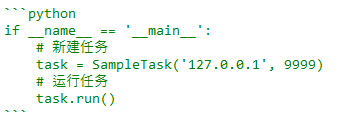 ```python
if __name__ == '__main__':
    # 新建任务
    task = SampleTask('127.0.0.1', 9999)
    # 运行任务
    task.run()
```